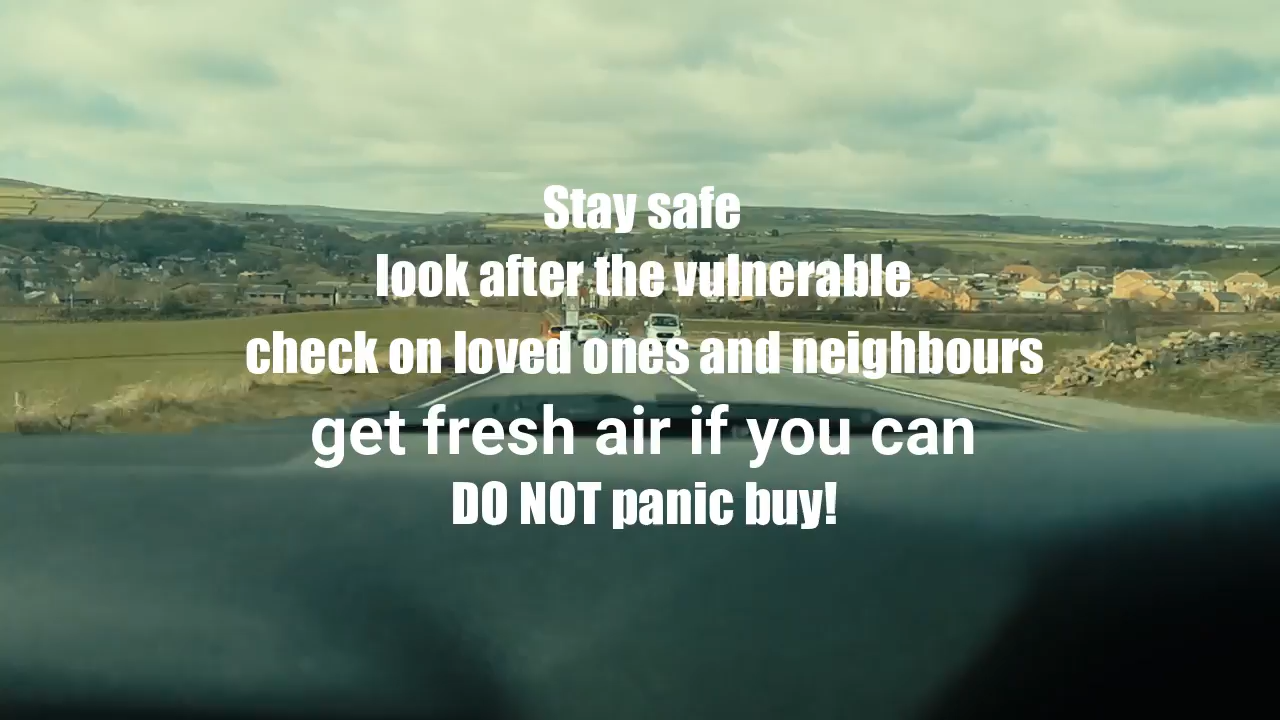 Stay safe
look after the vulnerable
check on loved ones and neighbours
get fresh air if you can
DO NOT panic buy!